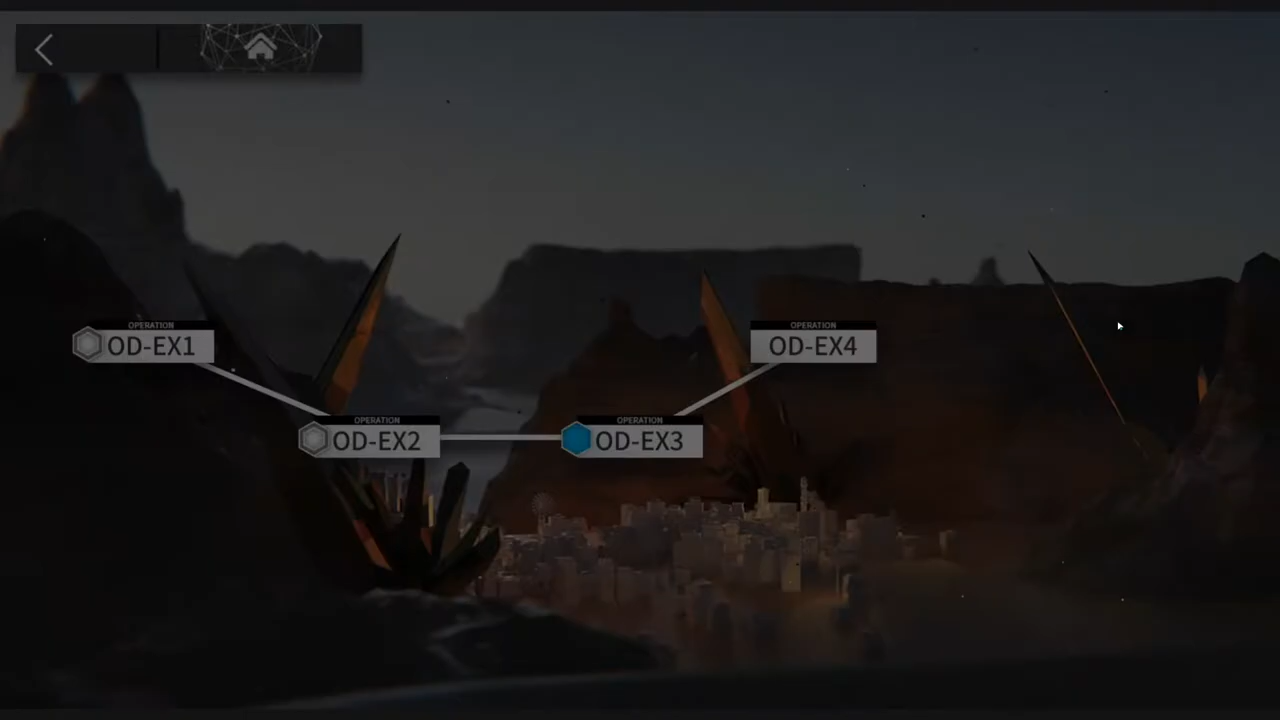 OPERATION
OD-EX1
OPERATION
OD-EX4
OPERATION
OD-EX2
OPERATION
OD-EX3